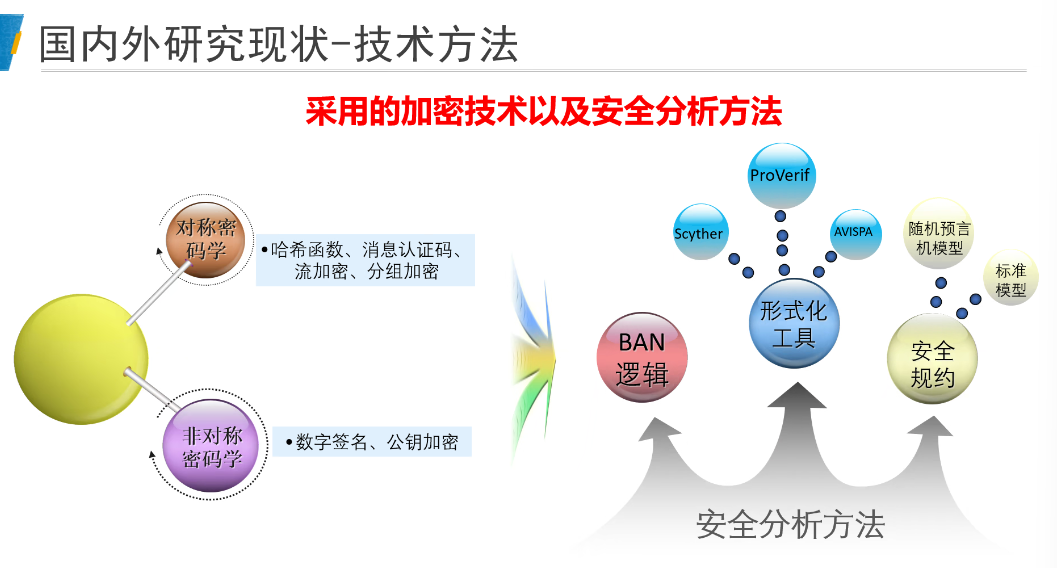 国内外研究现状-技术方法
采用的加密技术以及安全分析方法
对称密
码学
•哈希函数、消息认证码、
流加密、分组加密
非对称
密码学
•数字签名、公钥加密
ProVerif
Scyther
AVISPA
形式化
工具
BAN
逻辑
随机预言
机模型
标准
模型
安全
规约
安全分析方法